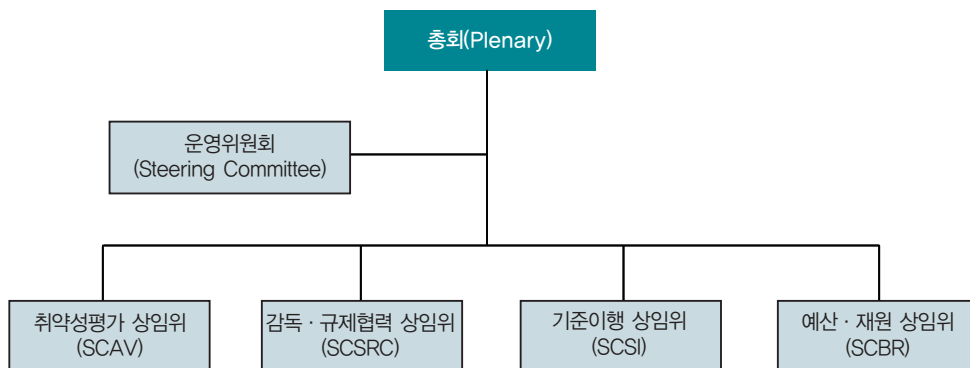 총회(Plenary)
운영위원회
(Steering Committee)
취약성평가 상임위
(SCAV)
감독 · 규제협력 상임위
(SCSRC)
기준이행 상임위
(SCSI)
예산 · 재원 상임위
(SCBR)